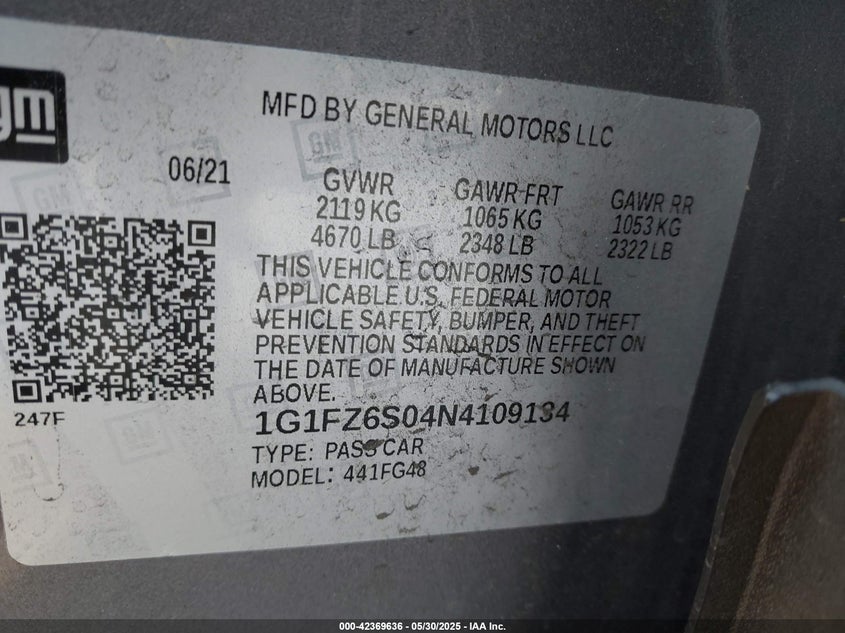 gm
MFD BY GENERAL MOTORS LLC
06/21
GVWR GAWR FRT GAWR RR
2119 KG 1065 KG 1053 KG
4670 LB 2348 LB 2322 LB
THIS VEHICLE CONFORMS TO ALL
APPLICABLE U.S. FEDERAL MOTOR
VEHICLE SAFETY, BUMPER, AND THEFT
PREVENTION STANDARDS IN EFFECT ON
THE DATE OF MANUFACTURE SHOWN
ABOVE.
247F
1G1FZ6S04N4109134
TYPE: PASS CAR
MODEL: 441FG48
000-42369636 - 05/30/2025 - IAA Inc.